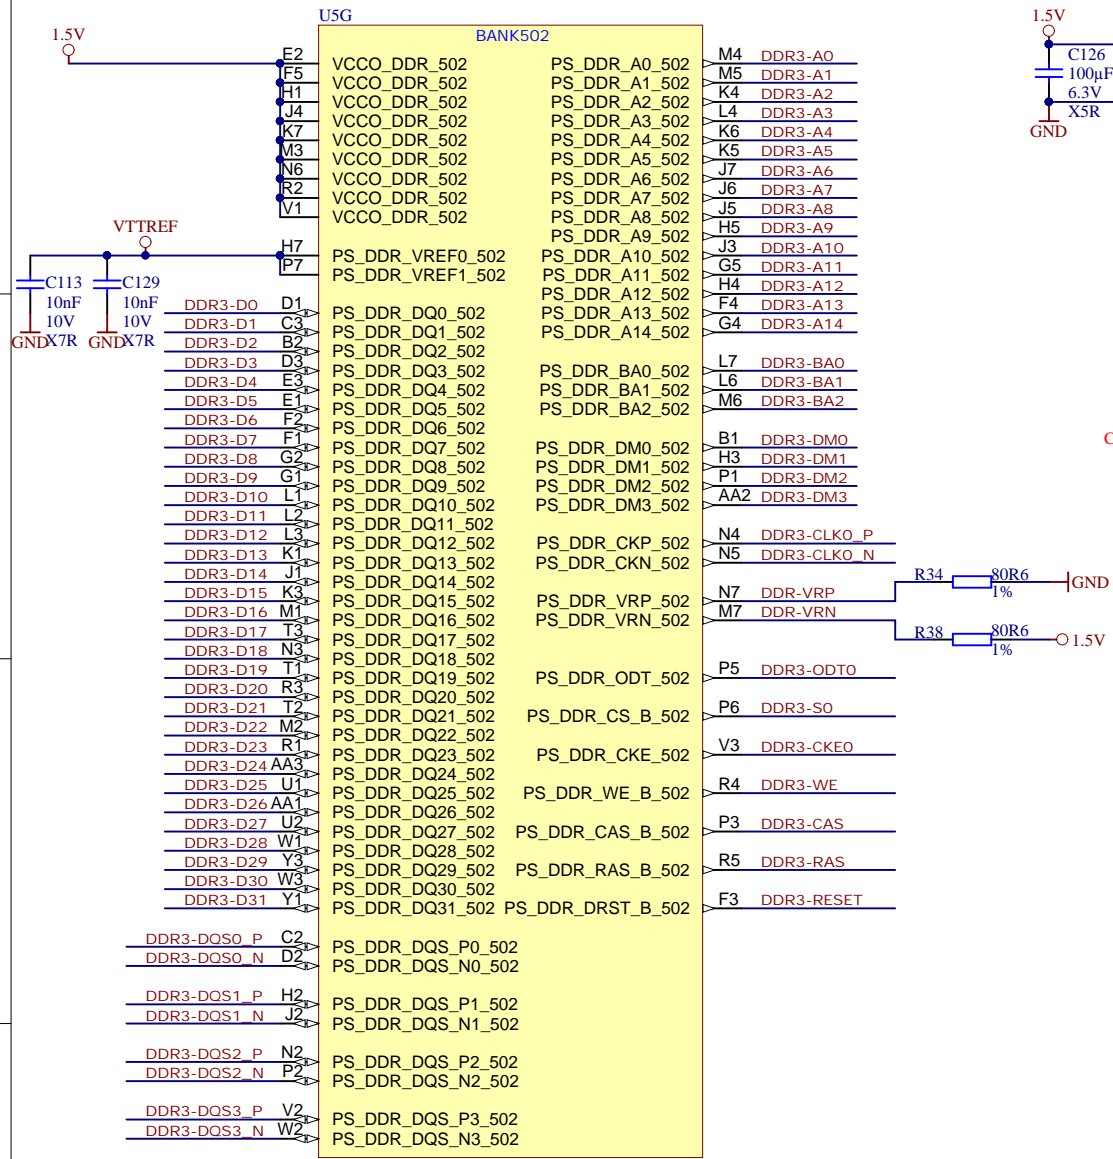 U5G
BANK502
1.5V
E2 VCCO_DDR_502
F5 VCCO_DDR_502
H1 VCCO_DDR_502
J4 VCCO_DDR_502
K7 VCCO_DDR_502
M3 VCCO_DDR_502
N6 VCCO_DDR_502
R2 VCCO_DDR_502
V1 VCCO_DDR_502
VTTREF
H7 PS_DDR_VREF0_502
P7 PS_DDR_VREF1_502
C113
10nF
10V
X7R
GND
C129
10nF
10V
X7R
GND
DDR3-D0 D1 PS_DDR_DQ0_502
DDR3-D1 C3 PS_DDR_DQ1_502
DDR3-D2 B2 PS_DDR_DQ2_502
DDR3-D3 D3 PS_DDR_DQ3_502
DDR3-D4 E3 PS_DDR_DQ4_502
DDR3-D5 E1 PS_DDR_DQ5_502
DDR3-D6 F2 PS_DDR_DQ6_502
DDR3-D7 F1 PS_DDR_DQ7_502
DDR3-D8 G2 PS_DDR_DQ8_502
DDR3-D9 G1 PS_DDR_DQ9_502
DDR3-D10 L1 PS_DDR_DQ10_502
DDR3-D11 L2 PS_DDR_DQ11_502
DDR3-D12 L3 PS_DDR_DQ12_502
DDR3-D13 K1 PS_DDR_DQ13_502
DDR3-D14 J1 PS_DDR_DQ14_502
DDR3-D15 K3 PS_DDR_DQ15_502
DDR3-D16 M1 PS_DDR_DQ16_502
DDR3-D17 T3 PS_DDR_DQ17_502
DDR3-D18 N3 PS_DDR_DQ18_502
DDR3-D19 T1 PS_DDR_DQ19_502
DDR3-D20 R3 PS_DDR_DQ20_502
DDR3-D21 T2 PS_DDR_DQ21_502
DDR3-D22 M2 PS_DDR_DQ22_502
DDR3-D23 R1 PS_DDR_DQ23_502
DDR3-D24 AA3 PS_DDR_DQ24_502
DDR3-D25 U1 PS_DDR_DQ25_502
DDR3-D26 AA1 PS_DDR_DQ26_502
DDR3-D27 U2 PS_DDR_DQ27_502
DDR3-D28 W1 PS_DDR_DQ28_502
DDR3-D29 Y3 PS_DDR_DQ29_502
DDR3-D30 W3 PS_DDR_DQ30_502
DDR3-D31 Y1 PS_DDR_DQ31_502
DDR3-DQS0_P C2 PS_DDR_DQS_P0_502
DDR3-DQS0_N D2 PS_DDR_DQS_N0_502
DDR3-DQS1_P H2 PS_DDR_DQS_P1_502
DDR3-DQS1_N J2 PS_DDR_DQS_N1_502
DDR3-DQS2_P N2 PS_DDR_DQS_P2_502
DDR3-DQS2_N P2 PS_DDR_DQS_N2_502
DDR3-DQS3_P V2 PS_DDR_DQS_P3_502
DDR3-DQS3_N W2 PS_DDR_DQS_N3_502
PS_DDR_A0_502 M4 DDR3-A0
PS_DDR_A1_502 M5 DDR3-A1
PS_DDR_A2_502 K4 DDR3-A2
PS_DDR_A3_502 L4 DDR3-A3
PS_DDR_A4_502 K6 DDR3-A4
PS_DDR_A5_502 K5 DDR3-A5
PS_DDR_A6_502 J7 DDR3-A6
PS_DDR_A7_502 J6 DDR3-A7
PS_DDR_A8_502 J5 DDR3-A8
PS_DDR_A9_502 H5 DDR3-A9
PS_DDR_A10_502 J3 DDR3-A10
PS_DDR_A11_502 G5 DDR3-A11
PS_DDR_A12_502 H4 DDR3-A12
PS_DDR_A13_502 F4 DDR3-A13
PS_DDR_A14_502 G4 DDR3-A14
PS_DDR_BA0_502 L7 DDR3-BA0
PS_DDR_BA1_502 L6 DDR3-BA1
PS_DDR_BA2_502 M6 DDR3-BA2
PS_DDR_DM0_502 B1 DDR3-DM0
PS_DDR_DM1_502 H3 DDR3-DM1
PS_DDR_DM2_502 P1 DDR3-DM2
PS_DDR_DM3_502 AA2 DDR3-DM3
PS_DDR_CKP_502 N4 DDR3-CLK0_P
PS_DDR_CKN_502 N5 DDR3-CLK0_N
PS_DDR_VRP_502 N7 DDR-VRP
PS_DDR_VRN_502 M7 DDR-VRN
PS_DDR_ODT_502 P5 DDR3-ODT0
PS_DDR_CS_B_502 P6 DDR3-S0
PS_DDR_CKE_502 V3 DDR3-CKE0
PS_DDR_WE_B_502 R4 DDR3-WE
PS_DDR_CAS_B_502 P3 DDR3-CAS
PS_DDR_RAS_B_502 R5 DDR3-RAS
PS_DDR_DRST_B_502 F3 DDR3-RESET
R34 80R6
1%
GND
R38 80R6
1%
1.5V
1.5V
C126
100µF
6.3V
X5R
GND
C